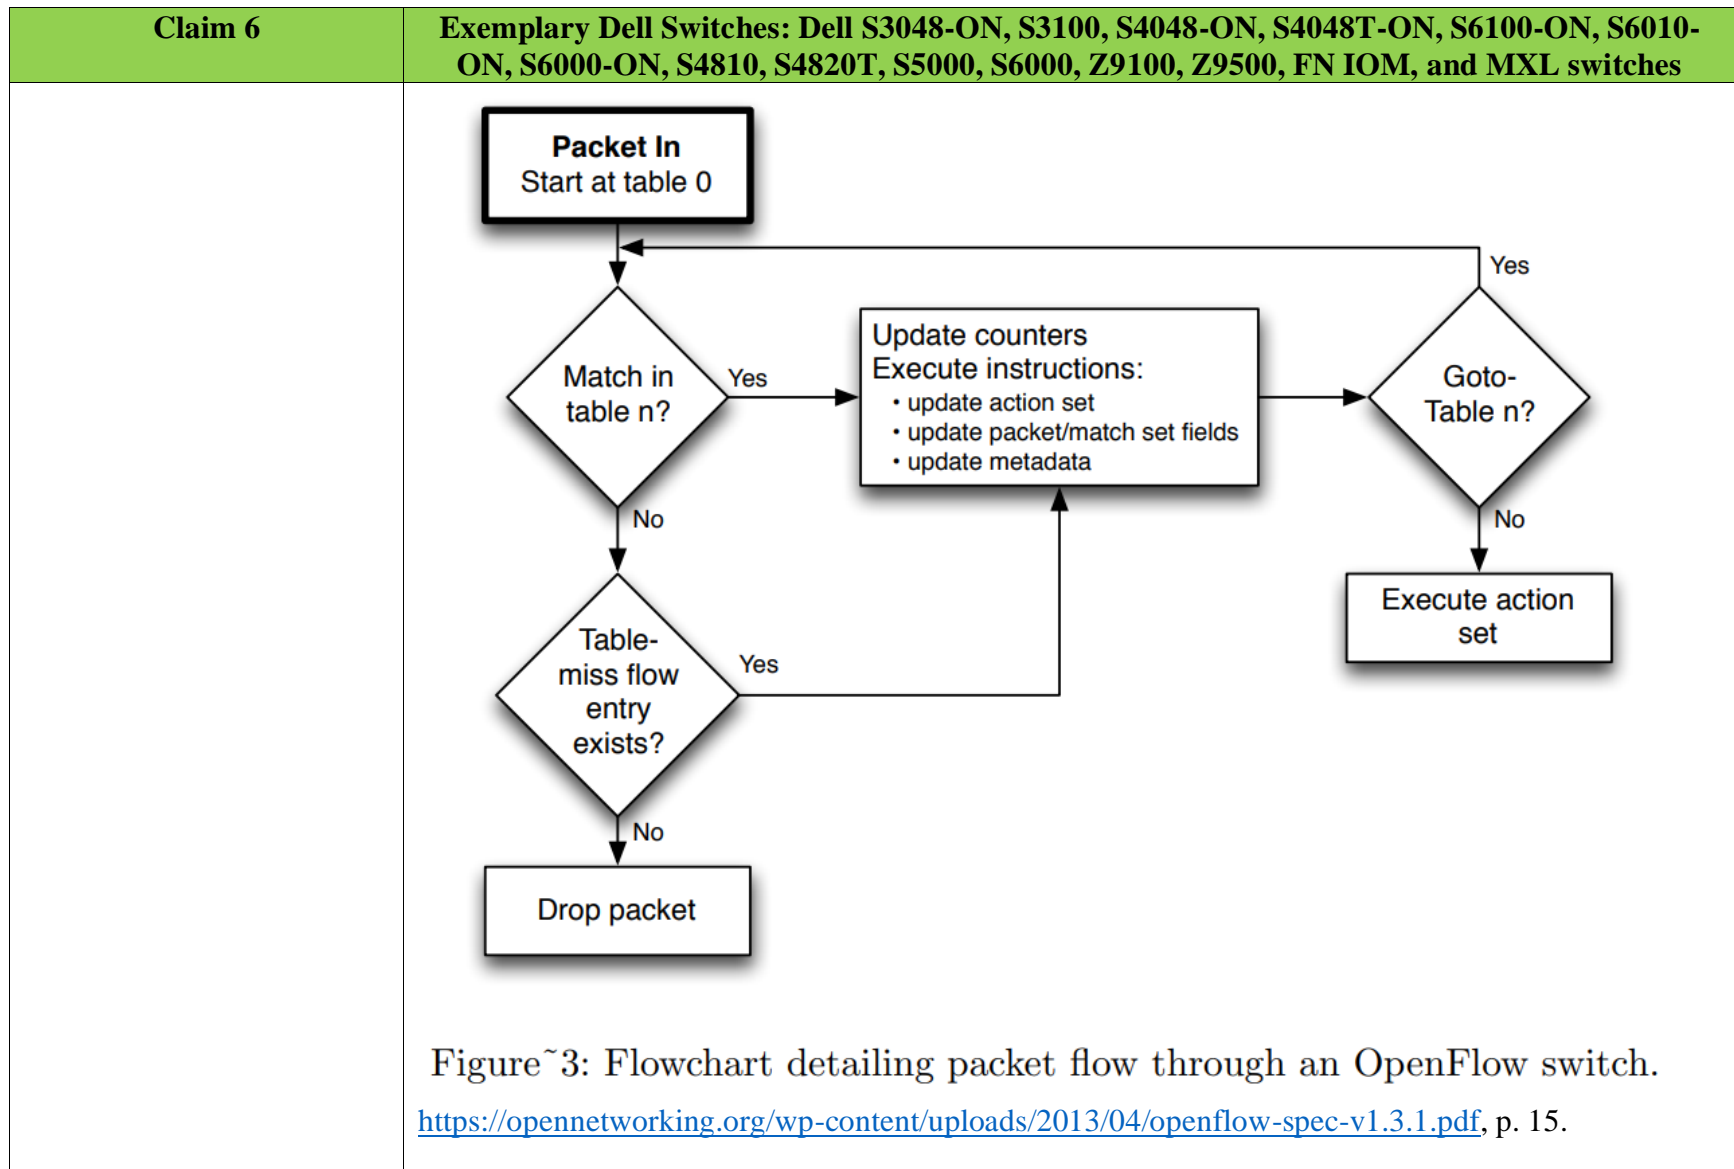 Claim 6
Exemplary Dell Switches: Dell S3048-ON, S3100, S4048-ON, S4048T-ON, S6100-ON, S6010-
ON, S6000-ON, S4810, S4820T, S5000, S6000, Z9100, Z9500, FN IOM, and MXL switches
Packet In
Start at table 0
Yes
Match in
table n?
Yes
Update counters
Execute instructions:
• update action set
• update packet/match set fields
• update metadata
Goto-
Table n?
No
No
Execute action
set
Table-
miss flow
entry
exists?
Yes
No
Drop packet
Figure˜3: Flowchart detailing packet flow through an OpenFlow switch.
https://opennetworking.org/wp-content/uploads/2013/04/openflow-spec-v1.3.1.pdf, p. 15.